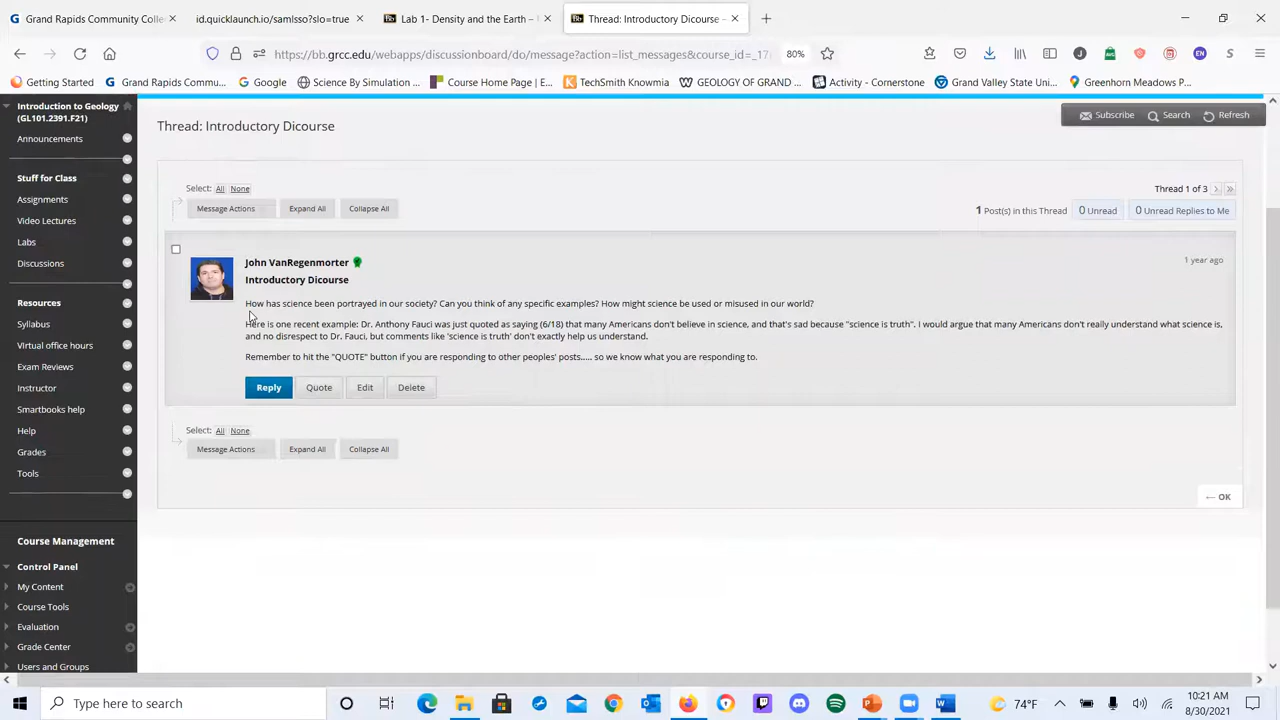 Grand Rapids Community Colle
id.quicklaunch.io/samlsso?slo=true
Lab 1- Density and the Earth –
Thread: Introductory Dicourse –
https://bb.grcc.edu/webapps/discussionboard/do/message?action=list_messages&course_id=_17
80%
Getting Started
Grand Rapids Commu...
Google
Science By Simulation ...
Course Home Page | E...
TechSmith Knowmia
GEOLOGY OF GRAND ...
Activity - Cornerstone
Grand Valley State Uni...
Greenhorn Meadows P...
Introduction to Geology
(GL101.2391.F21)
Announcements
Stuff for Class
Assignments
Video Lectures
Labs
Discussions
Resources
Syllabus
Virtual office hours
Exam Reviews
Instructor
Smartbooks help
Help
Grades
Tools
Course Management
Control Panel
My Content
Course Tools
Evaluation
Grade Center
Users and Groups
Thread: Introductory Dicourse
Subscribe Search Refresh
Select: All None
Thread 1 of 3
Message Actions Expand All Collapse All
1 Post(s) in this Thread 0 Unread 0 Unread Replies to Me
John VanRegenmorter
1 year ago
Introductory Dicourse
How has science been portrayed in our society? Can you think of any specific examples? How might science be used or misused in our world?
Here is one recent example: Dr. Anthony Fauci was just quoted as saying (6/18) that many Americans don't believe in science, and that's sad because "science is truth". I would argue that many Americans don't really understand what science is,
and no disrespect to Dr. Fauci, but comments like 'science is truth' don't exactly help us understand.
Remember to hit the "QUOTE" button if you are responding to other peoples' posts..... so we know what you are responding to.
Reply Quote Edit Delete
Select: All None
Message Actions Expand All Collapse All
← OK
Type here to search
74°F
10:21 AM
8/30/2021